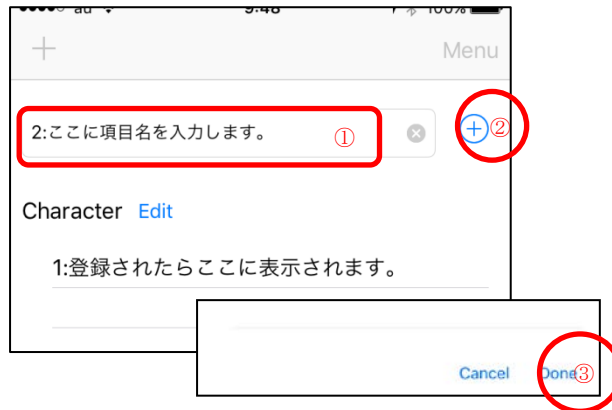 au 9:48 100%
Menu
2:ここに項目名を入力します。 ①
②
Character Edit
1:登録されたらここに表示されます。
Cancel Done
③